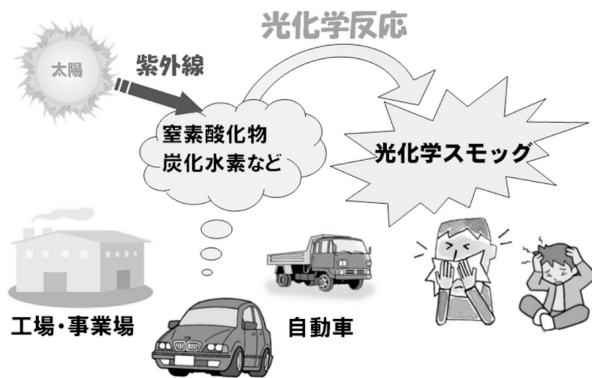 光化学反応
太陽
紫外線
窒素酸化物
炭化水素など
光化学スモッグ
工場・事業場
自動車